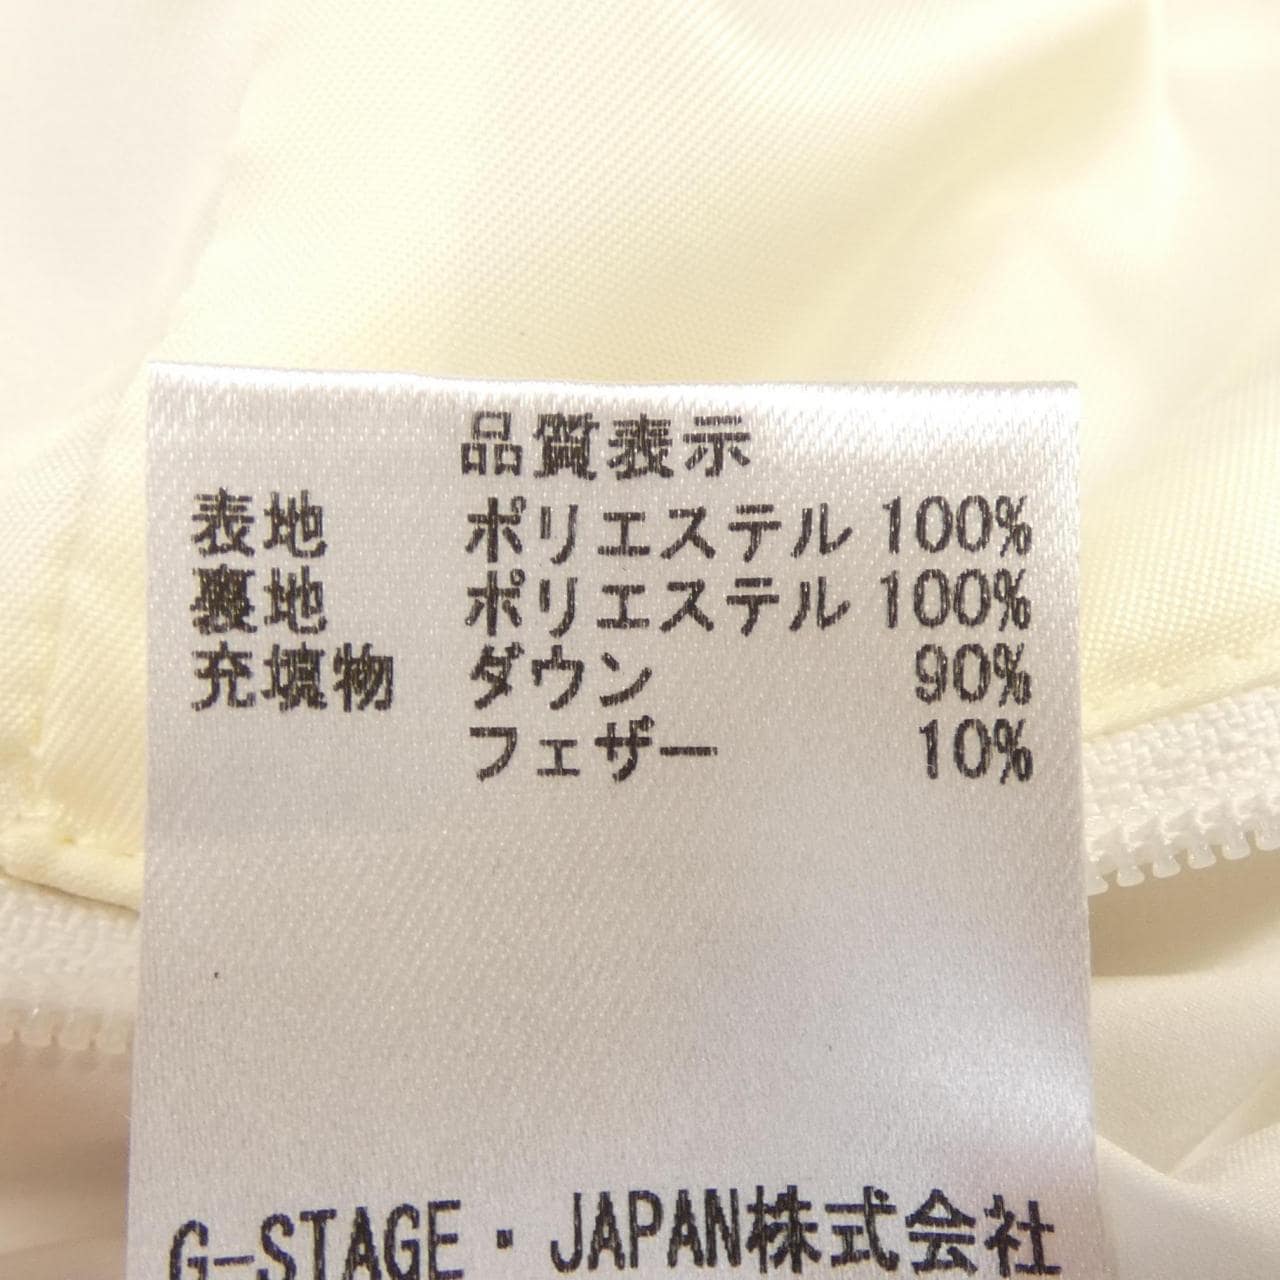 品質表示
表地 ポリエステル 100%
裏地 ポリエステル 100%
充填物 ダウン 90%
フェザー 10%
G-STAGE・JAPAN株式会社